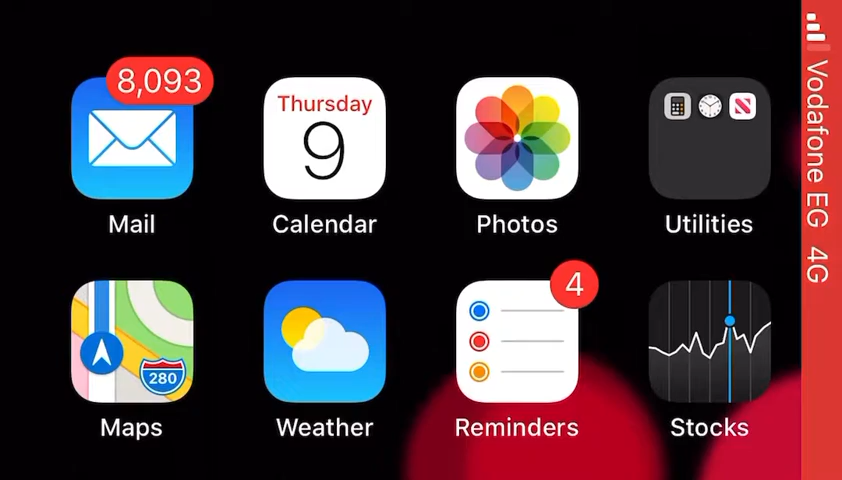 8,093
Thursday
9
Mail
Calendar
Photos
Utilities
280
4
Maps
Weather
Reminders
Stocks
Vodafone EG 4G